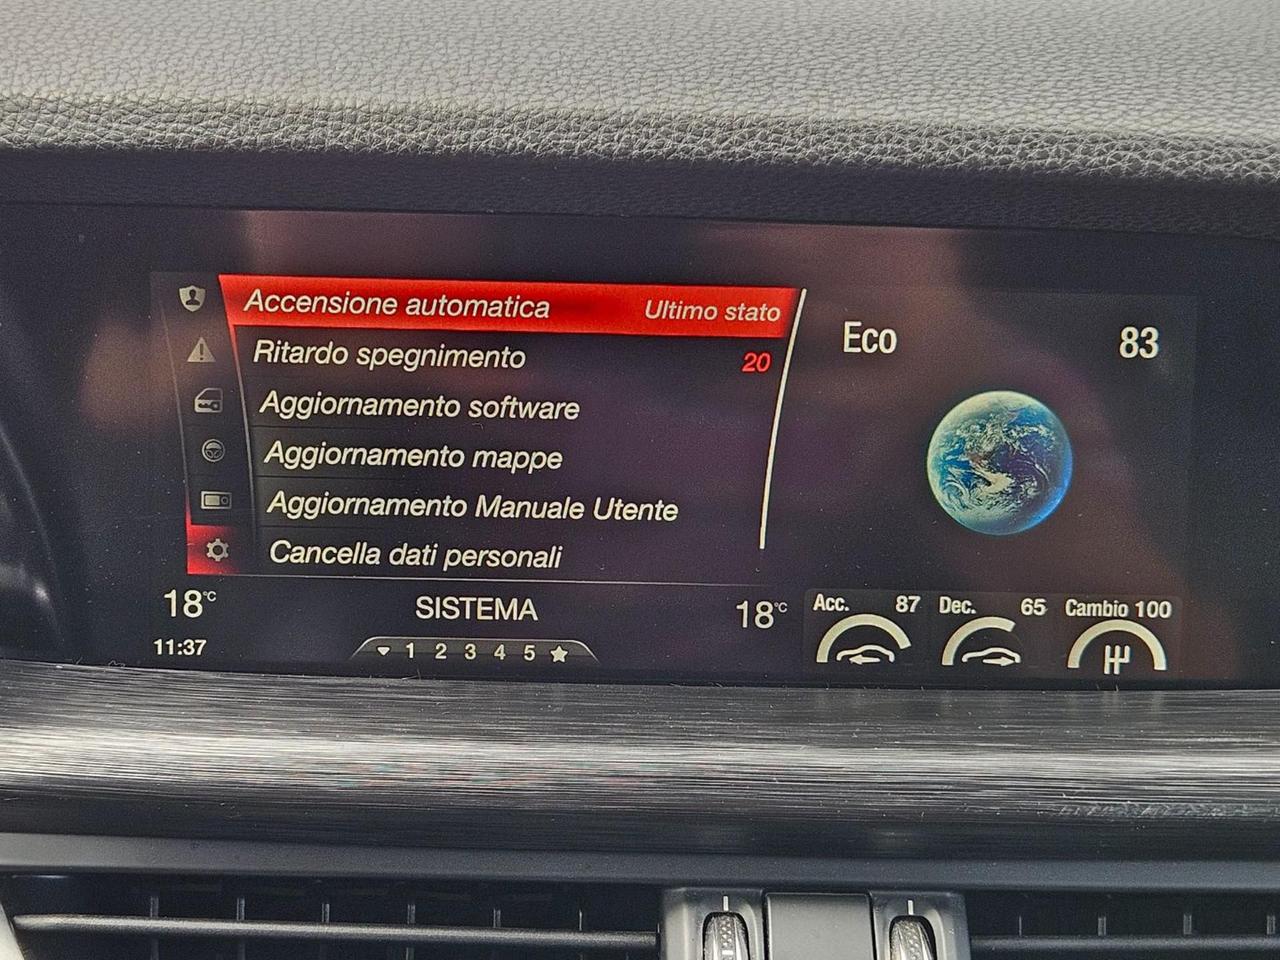 Accensione automatica Ultimo stato
Ritardo spegnimento 20
Aggiornamento software
Aggiornamento mappe
Aggiornamento Manuale Utente
Cancella dati personali
18°C SISTEMA 18°C
11:37 1 2 3 4 5
Eco 83
Acc. 87 Dec. 65 Cambio 100